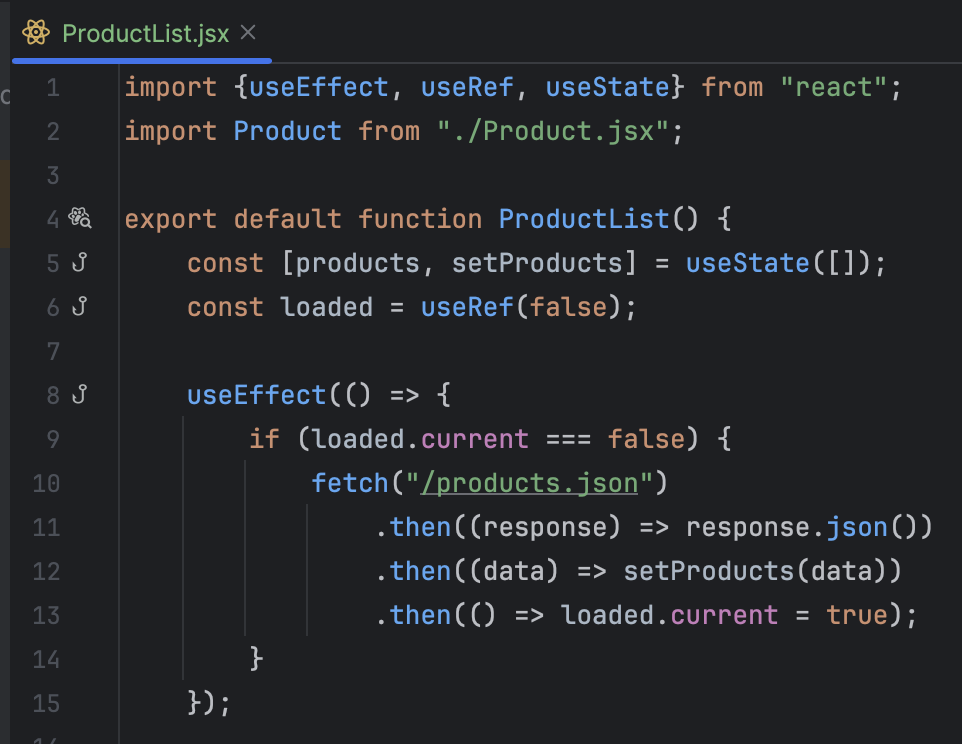 ProductList.jsx
1 import {useEffect, useRef, useState} from "react";
2 import Product from "./Product.jsx";
3
4 export default function ProductList() {
5     const [products, setProducts] = useState([]);
6     const loaded = useRef(false);
7
8     useEffect(() => {
9         if (loaded.current === false) {
10             fetch("/products.json")
11                 .then((response) => response.json())
12                 .then((data) => setProducts(data))
13                 .then(() => loaded.current = true);
14         }
15     });